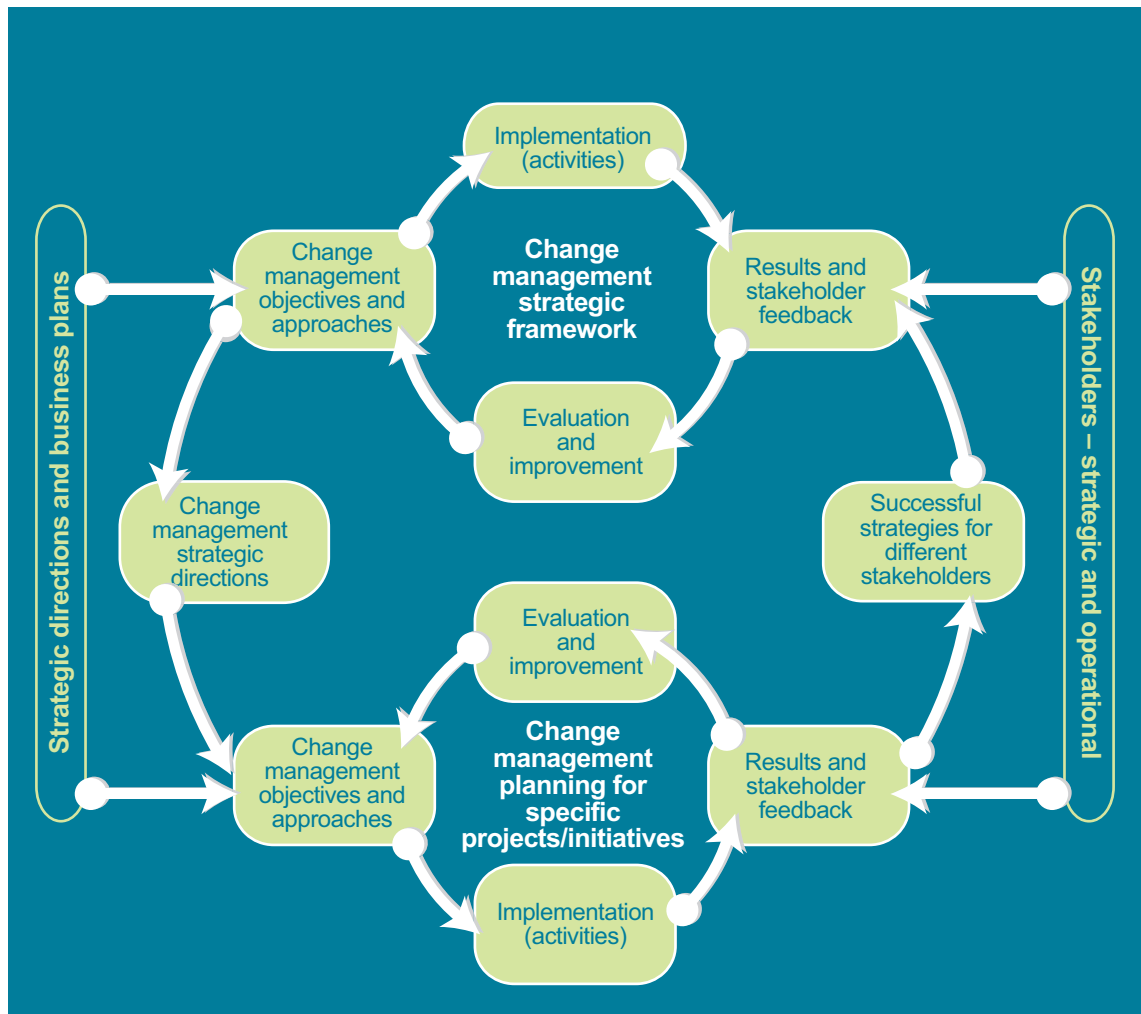 Implementation
(activities)
Change
management
objectives and
approaches
Change
management
strategic
framework
Results and
stakeholder
feedback
Evaluation
and
improvement
Strategic directions and business plans
Stakeholders – strategic and operational
Change
management
strategic
directions
Successful
strategies for
different
stakeholders
Evaluation
and
improvement
Change
management
objectives and
approaches
Change
management
planning for
specific
projects/initiatives
Results and
stakeholder
feedback
Implementation
(activities)